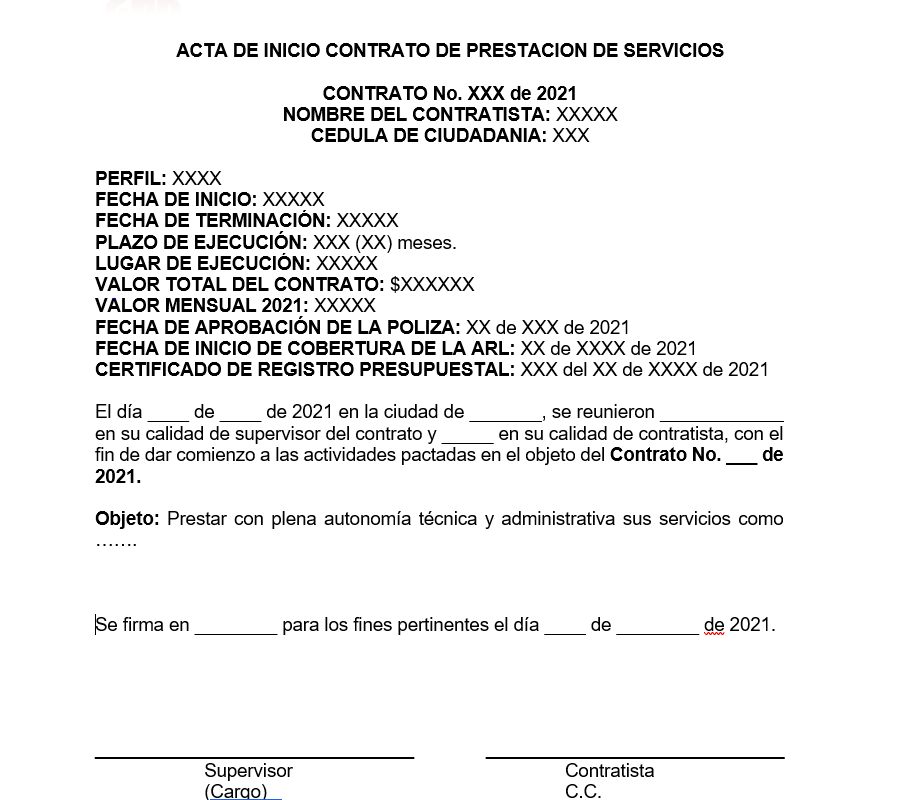 ACTA DE INICIO CONTRATO DE PRESTACION DE SERVICIOS
CONTRATO No. XXX de 2021
NOMBRE DEL CONTRATISTA: XXXXX
CEDULA DE CIUDADANIA: XXX
PERFIL: XXXX
FECHA DE INICIO: XXXXX
FECHA DE TERMINACIÓN: XXXXX
PLAZO DE EJECUCIÓN: XXX (XX) meses.
LUGAR DE EJECUCIÓN: XXXXX
VALOR TOTAL DEL CONTRATO: $XXXXXX
VALOR MENSUAL 2021: XXXXX
FECHA DE APROBACIÓN DE LA POLIZA: XX de XXX de 2021
FECHA DE INICIO DE COBERTURA DE LA ARL: XX de XXXX de 2021
CERTIFICADO DE REGISTRO PRESUPUESTAL: XXX del XX de XXXX de 2021
El día ____ de ____ de 2021 en la ciudad de _______, se reunieron ____________
en su calidad de supervisor del contrato y _____ en su calidad de contratista, con el
fin de dar comienzo a las actividades pactadas en el objeto del Contrato No. ___ de
2021.
Objeto: Prestar con plena autonomía técnica y administrativa sus servicios como
…….
Se firma en ________ para los fines pertinentes el día ____ de ________ de 2021.
Supervisor
(Cargo)
Contratista
C.C.